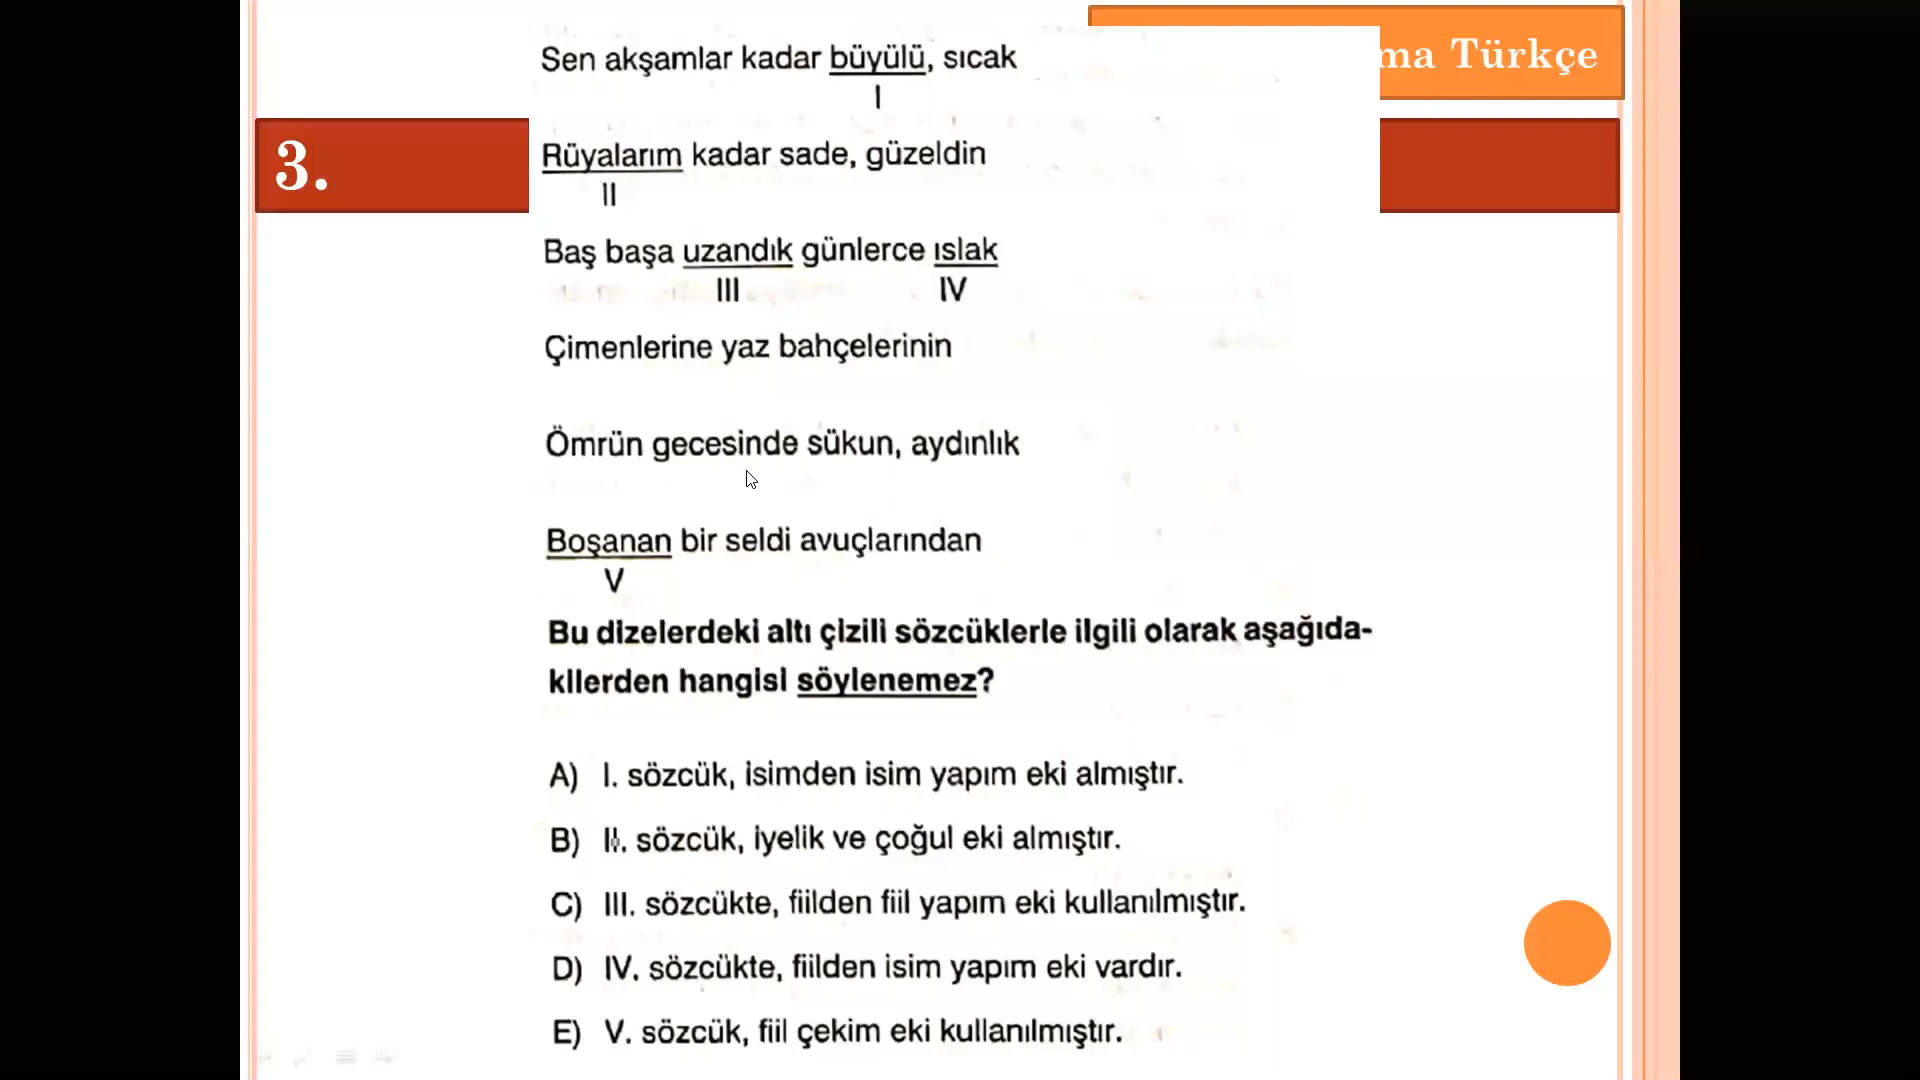 ma Türkçe
3.
Sen akşamlar kadar büyülü, sıcak
I
Rüyalarım kadar sade, güzeldin
II
Baş başa uzandık günlerce ıslak
III IV
Çimenlerine yaz bahçelerinin
Ömrün gecesinde sükun, aydınlık
Boşanan bir seldi avuçlarından
V
Bu dizelerdeki altı çizili sözcüklerle ilgili olarak aşağıda-
kilerden hangisi söylenemez?
A) I. sözcük, isimden isim yapım eki almıştır.
B) II. sözcük, iyelik ve çoğul eki almıştır.
C) III. sözcükte, fiilden fiil yapım eki kullanılmıştır.
D) IV. sözcükte, fiilden isim yapım eki vardır.
E) V. sözcük, fiil çekim eki kullanılmıştır.